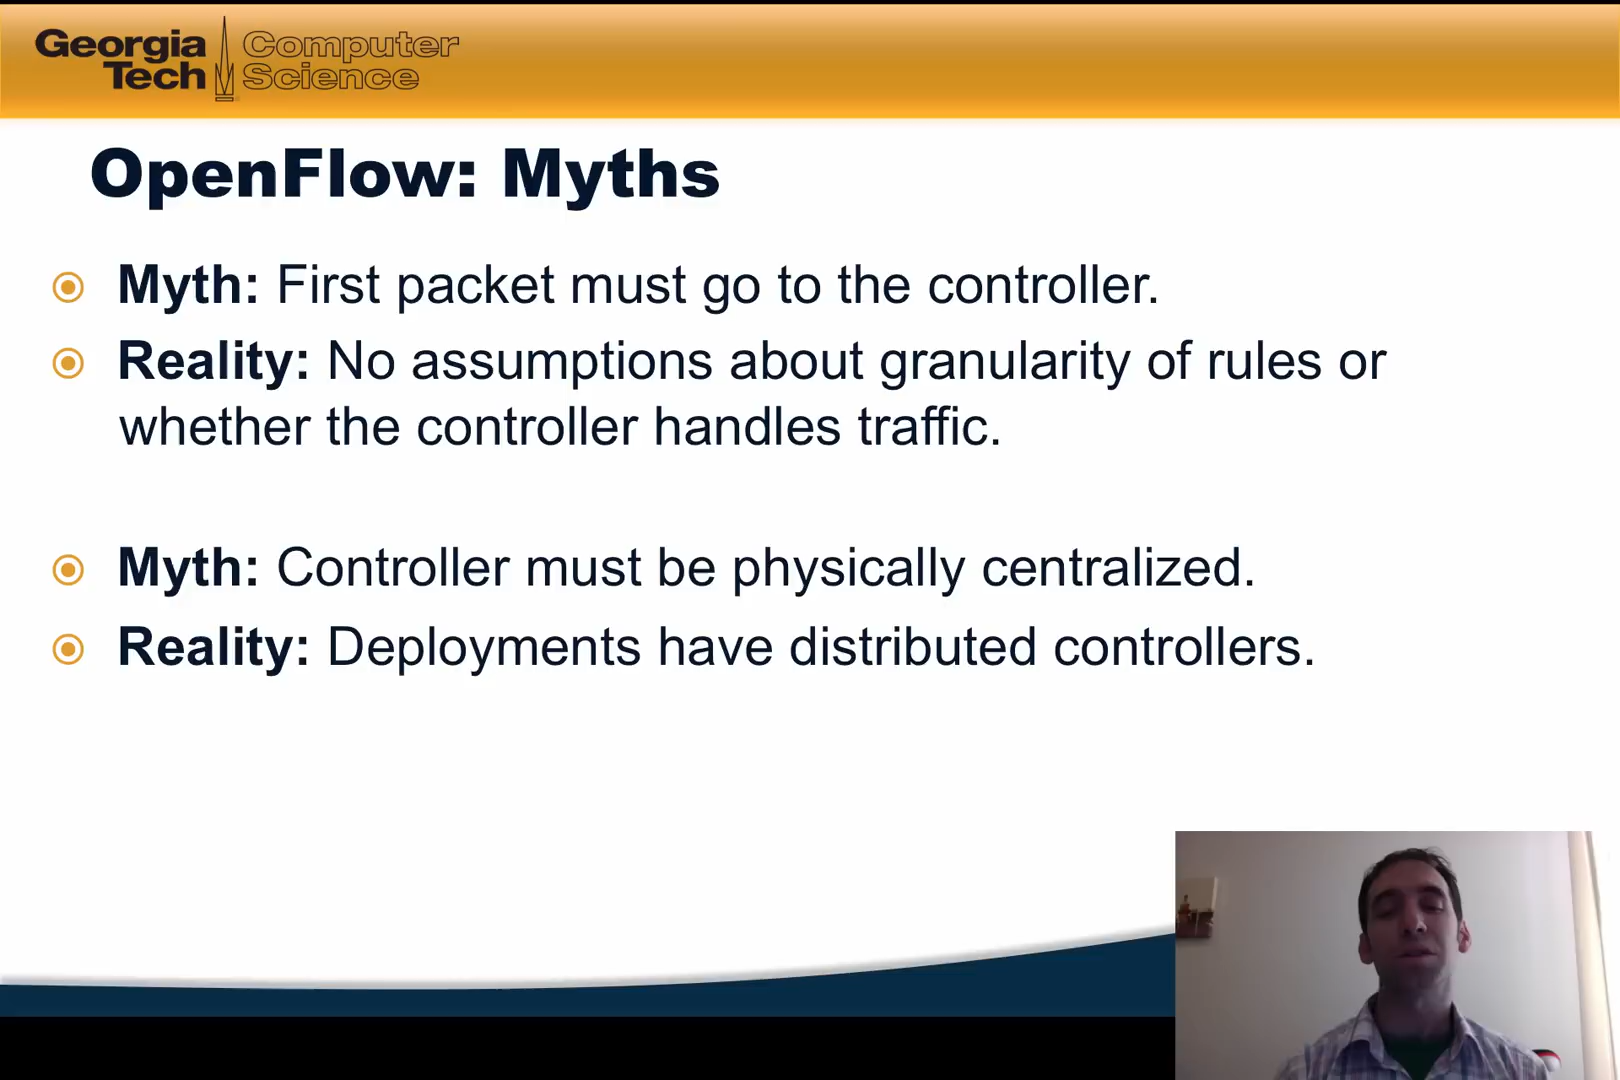 Georgia Tech
Computer Science
OpenFlow: Myths
Myth: First packet must go to the controller.
Reality: No assumptions about granularity of rules or
whether the controller handles traffic.
Myth: Controller must be physically centralized.
Reality: Deployments have distributed controllers.